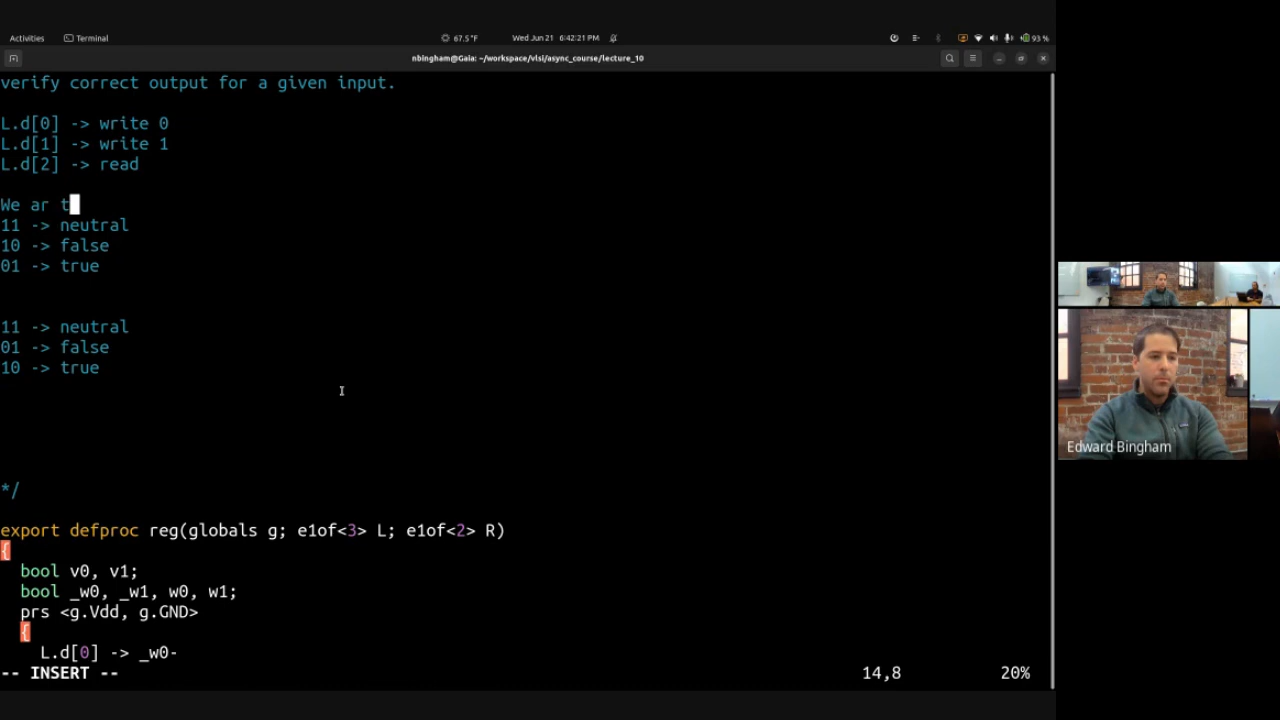 Activities Terminal 67.5°F Wed Jun 21 6:42:21 PM 93 %
nbingham@Gaia: ~/workspace/vlsi/async_course/lecture_10
verify correct output for a given input.
L.d[0] -> write 0
L.d[1] -> write 1
L.d[2] -> read
We ar t
11 -> neutral
10 -> false
01 -> true
11 -> neutral
01 -> false
10 -> true
*/
export defproc reg(globals g; e1of<3> L; e1of<2> R)
{
bool v0, v1;
bool _w0, _w1, w0, w1;
prs <g.Vdd, g.GND>
{
L.d[0] -> _w0-
-- INSERT -- 14,8 20%
Edward Bingham